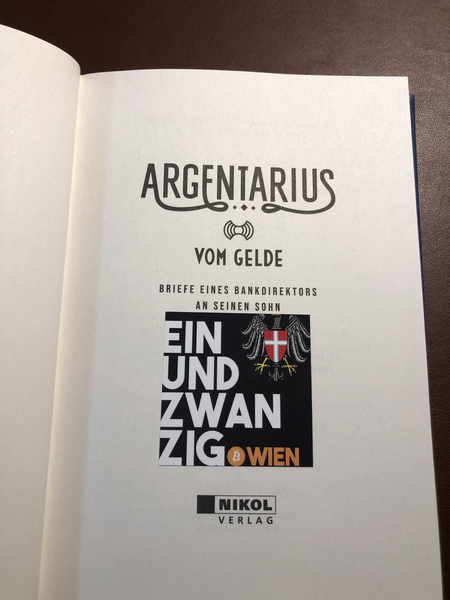 ARGENTARIUS
VOM GELDE
BRIEFE EINES BANKDIREKTORS
AN SEINEN SOHN
EIN
UND
ZWAN
ZIG WIEN
NIKOL
VERLAG